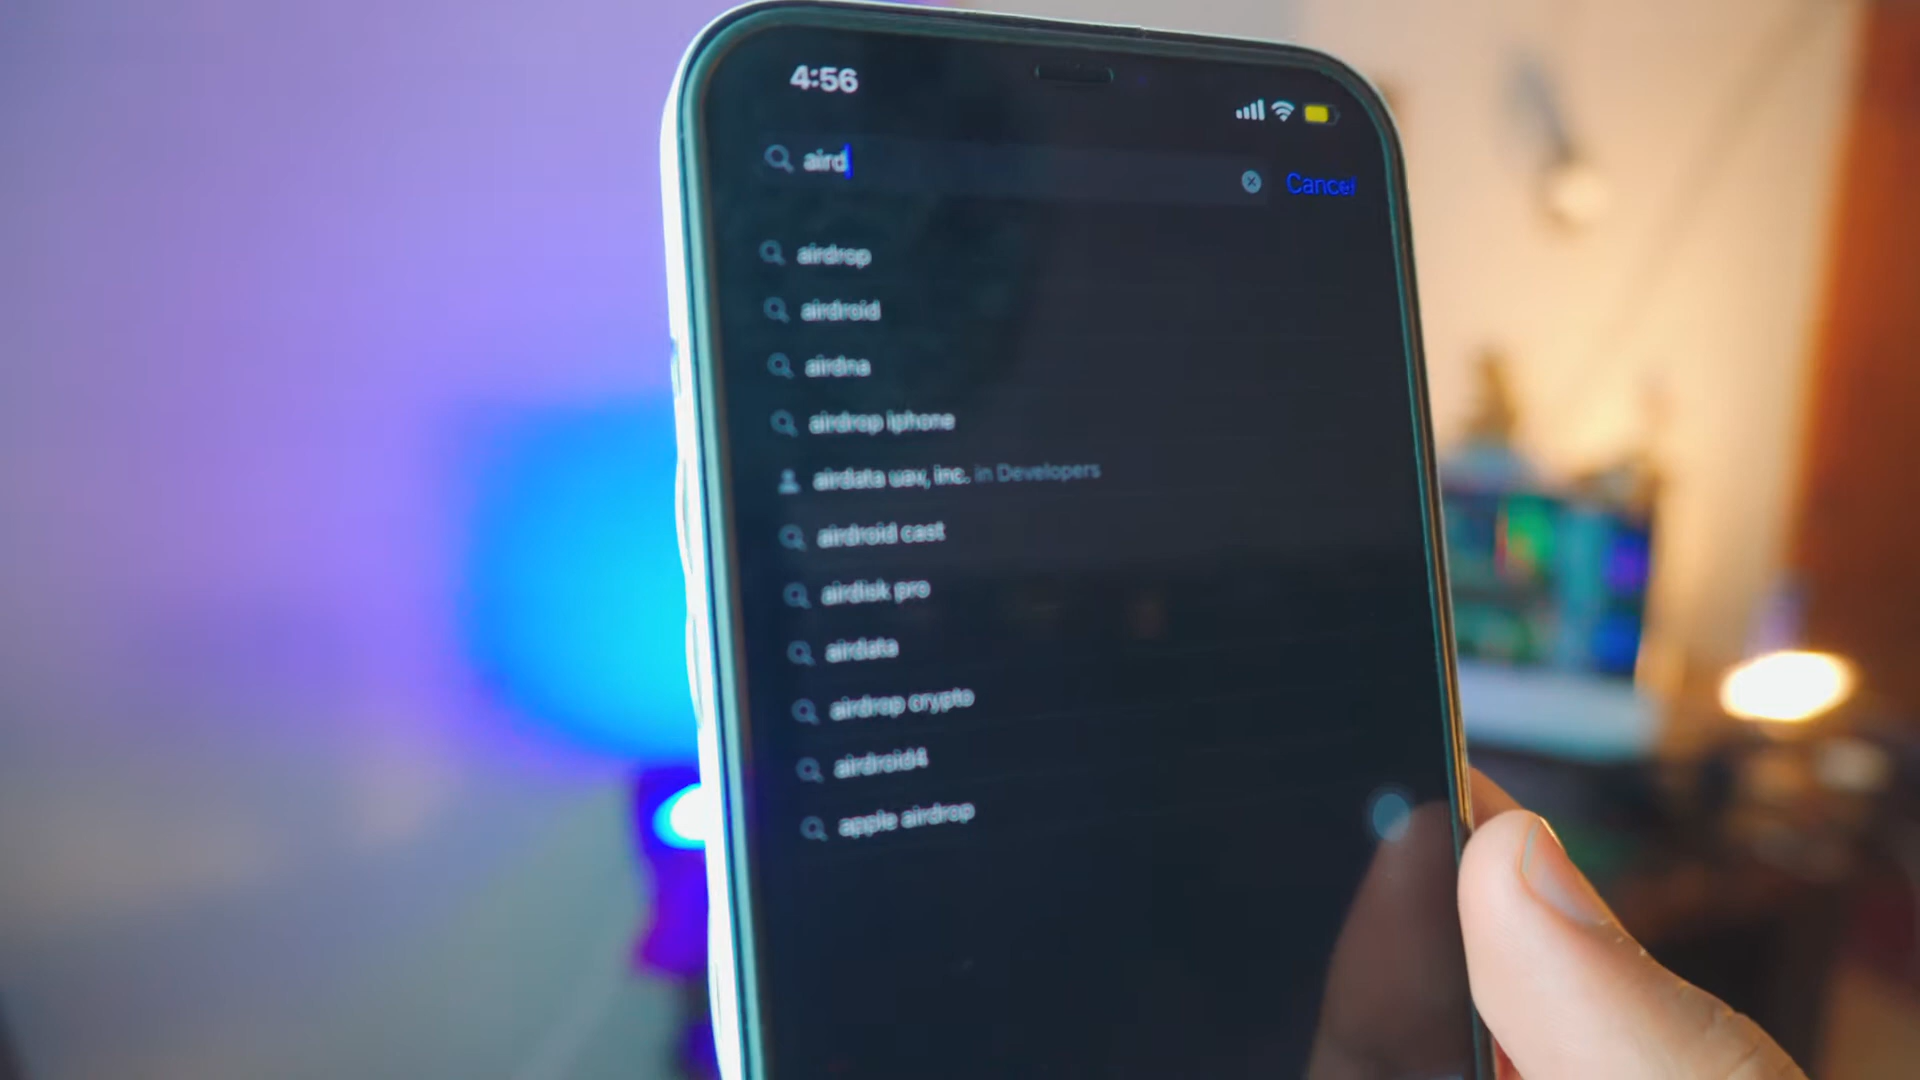 4:56
aird
Cancel
airdrop
airdroid
airdna
airdrop iphone
airdata uav, inc. in Developers
airdroid cast
airdisk pro
airdata
airdrop crypto
airdroid4
apple airdrop